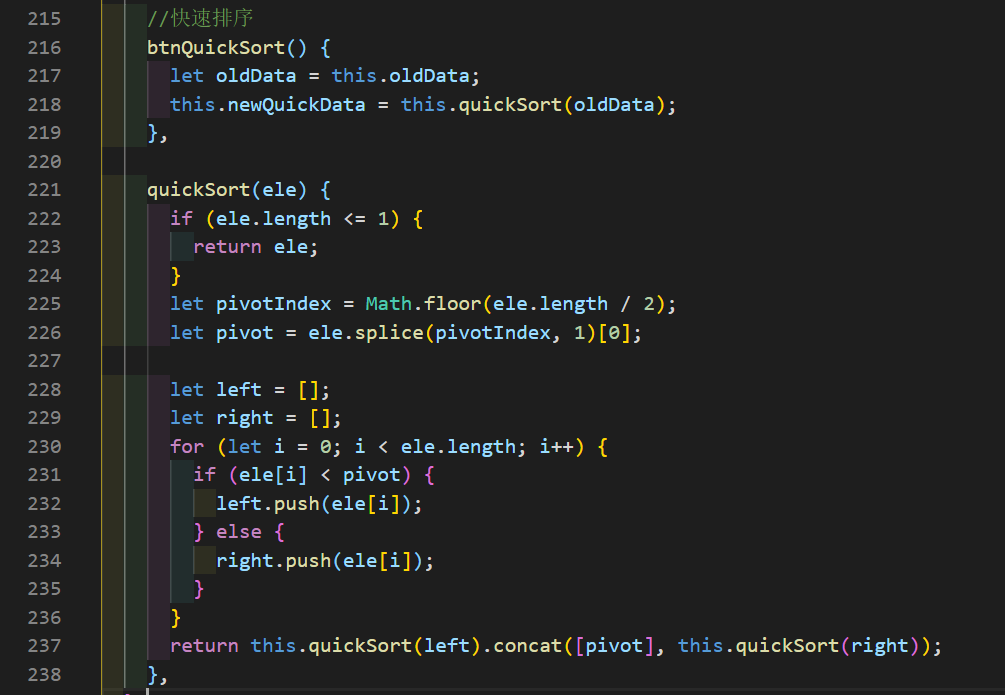 215 //快速排序
216 btnQuickSort() {
217 let oldData = this.oldData;
218 this.newQuickData = this.quickSort(oldData);
219 },
220
221 quickSort(ele) {
222 if (ele.length <= 1) {
223 return ele;
224 }
225 let pivotIndex = Math.floor(ele.length / 2);
226 let pivot = ele.splice(pivotIndex, 1)[0];
227
228 let left = [];
229 let right = [];
230 for (let i = 0; i < ele.length; i++) {
231 if (ele[i] < pivot) {
232 left.push(ele[i]);
233 } else {
234 right.push(ele[i]);
235 }
236 }
237 return this.quickSort(left).concat([pivot], this.quickSort(right));
238 },